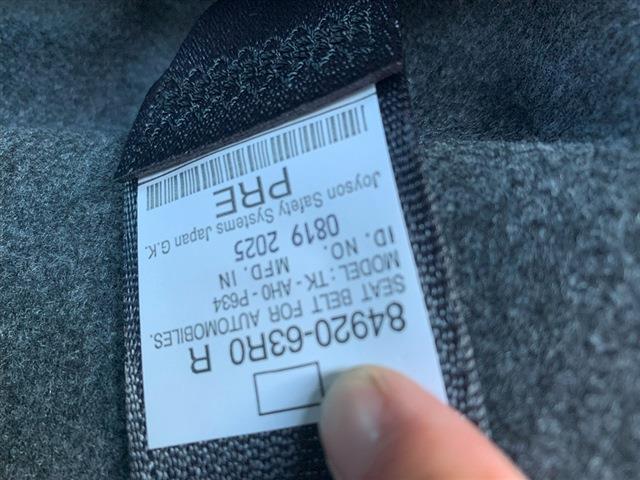 84920-63R0 R
SEAT BELT FOR AUTOMOBILES.
MODEL : TK - AH0 - P634
ID. NO. MFD. IN
0819 2025
Joyson Safety Systems Japan G.K.
PRE